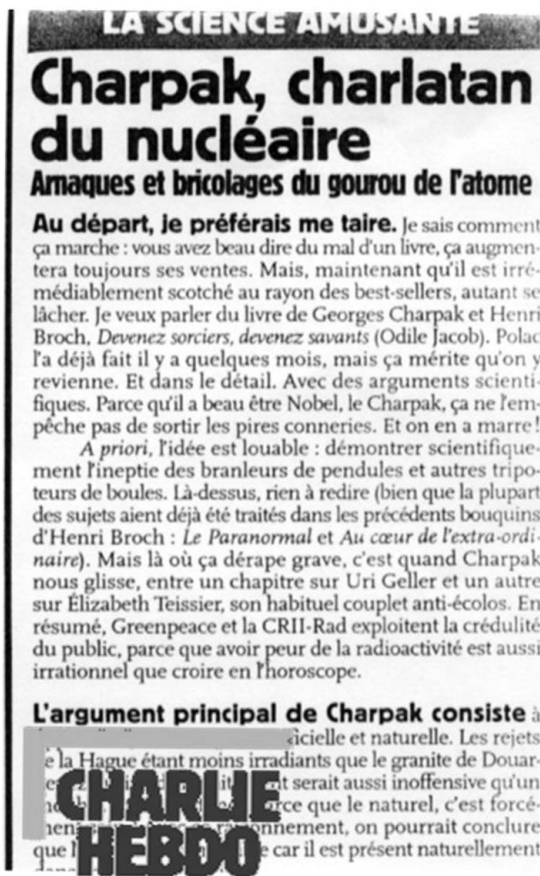 LA SCIENCE AMUSANTE
Charpak, charlatan
du nucléaire
Arnaques et bricolages du gourou de l'atome
Au départ, je préférais me taire. Je sais comment
ça marche : vous avez beau dire du mal d'un livre, ça augmen-
tera toujours ses ventes. Mais, maintenant qu'il est irré-
médiablement scotché au rayon des best-sellers, autant se
lâcher. Je veux parler du livre de Georges Charpak et Henri
Broch, Devenez sorciers, devenez savants (Odile Jacob). Polac
l'a déjà fait il y a quelques mois, mais ça mérite qu'on y
revienne. Et dans le détail. Avec des arguments scienti-
fiques. Parce qu'il a beau être Nobel, le Charpak, ça ne l'em-
pêche pas de sortir les pires conneries. Et on en a marre !
A priori, l'idée est louable : démontrer scientifique-
ment l'ineptie des branleurs de pendules et autres tripo-
teurs de boules. Là-dessus, rien à redire (bien que la plupart
des sujets aient déjà été traités dans les précédents bouquins
d'Henri Broch : Le Paranormal et Au cœur de l'extra-ordi-
naire). Mais là où ça dérape grave, c'est quand Charpak
nous glisse, entre un chapitre sur Uri Geller et un autre
sur Élizabeth Teissier, son habituel couplet anti-écolos. En
résumé, Greenpeace et la CRII-Rad exploitent la crédulité
du public, parce que avoir peur de la radioactivité est aussi
irrationnel que croire en l'horoscope.
L'argument principal de Charpak consiste à
icielle et naturelle. Les rejets
la Hague étant moins irradiants que le granite de Douar-
serait aussi inoffensive qu'un
que le naturel, c'est forcé-
onnement, on pourrait conclure
que car il est présent naturellement
CHARLIE
HEBDO